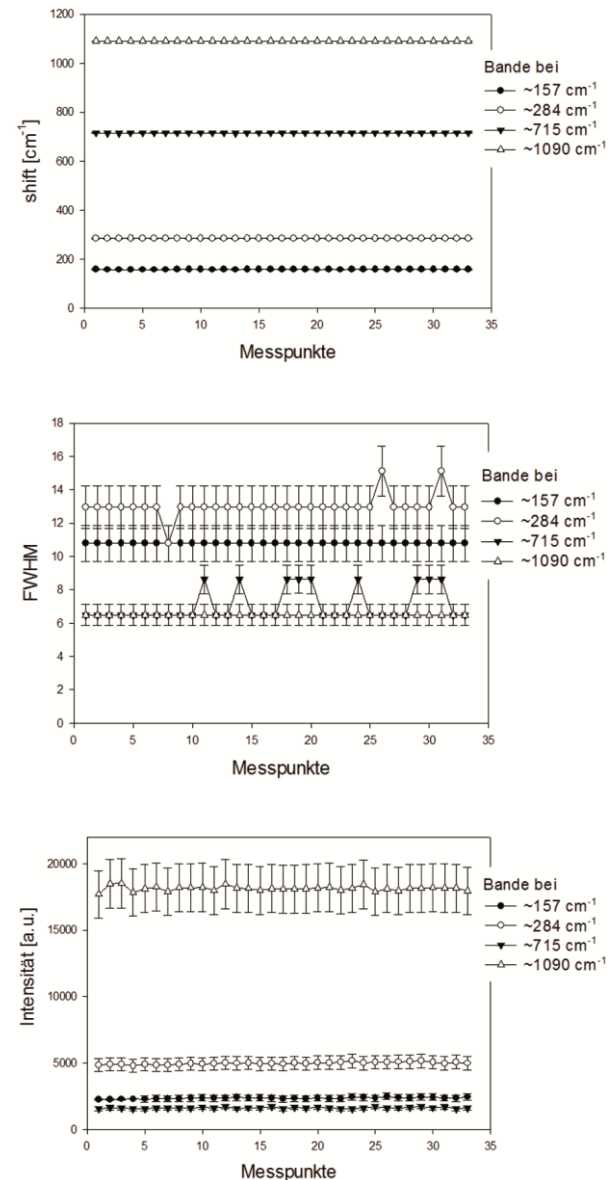 1200
1000
800
600
400
200
0
shift [cm⁻¹]
0 5 10 15 20 25 30 35
Messpunkte
Bande bei
~157 cm⁻¹
~284 cm⁻¹
~715 cm⁻¹
~1090 cm⁻¹
18
16
14
12
10
8
6
4
2
0
FWHM
0 5 10 15 20 25 30 35
Messpunkte
Bande bei
~157 cm⁻¹
~284 cm⁻¹
~715 cm⁻¹
~1090 cm⁻¹
20000
15000
10000
5000
0
Intensität [a.u.]
0 5 10 15 20 25 30 35
Messpunkte
Bande bei
~157 cm⁻¹
~284 cm⁻¹
~715 cm⁻¹
~1090 cm⁻¹